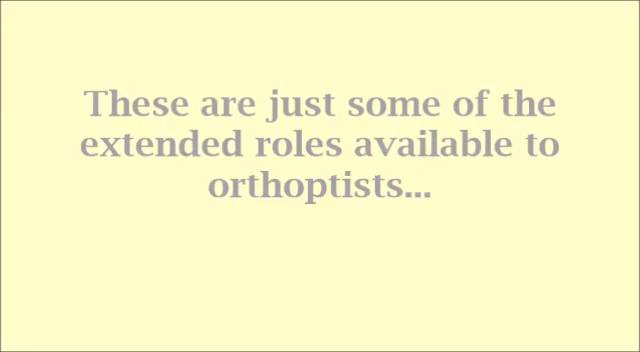 These are just some of the
extended roles available to
orthoptists...